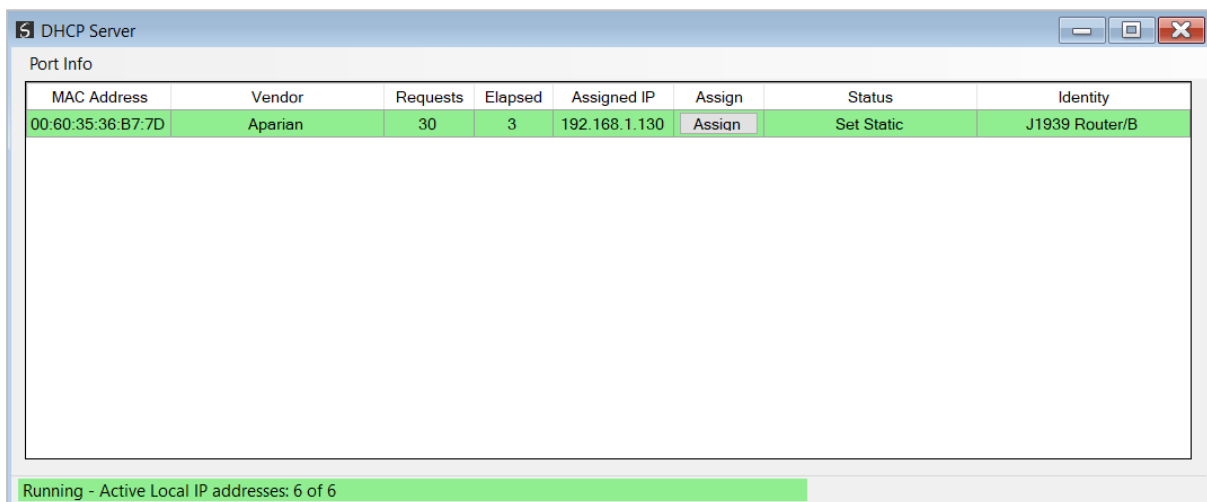 DHCP Server
Port Info
MAC Address Vendor Requests Elapsed Assigned IP Assign Status Identity
00:60:35:36:B7:7D Aparian 30 3 192.168.1.130 Assign Set Static J1939 Router/B
Running - Active Local IP addresses: 6 of 6